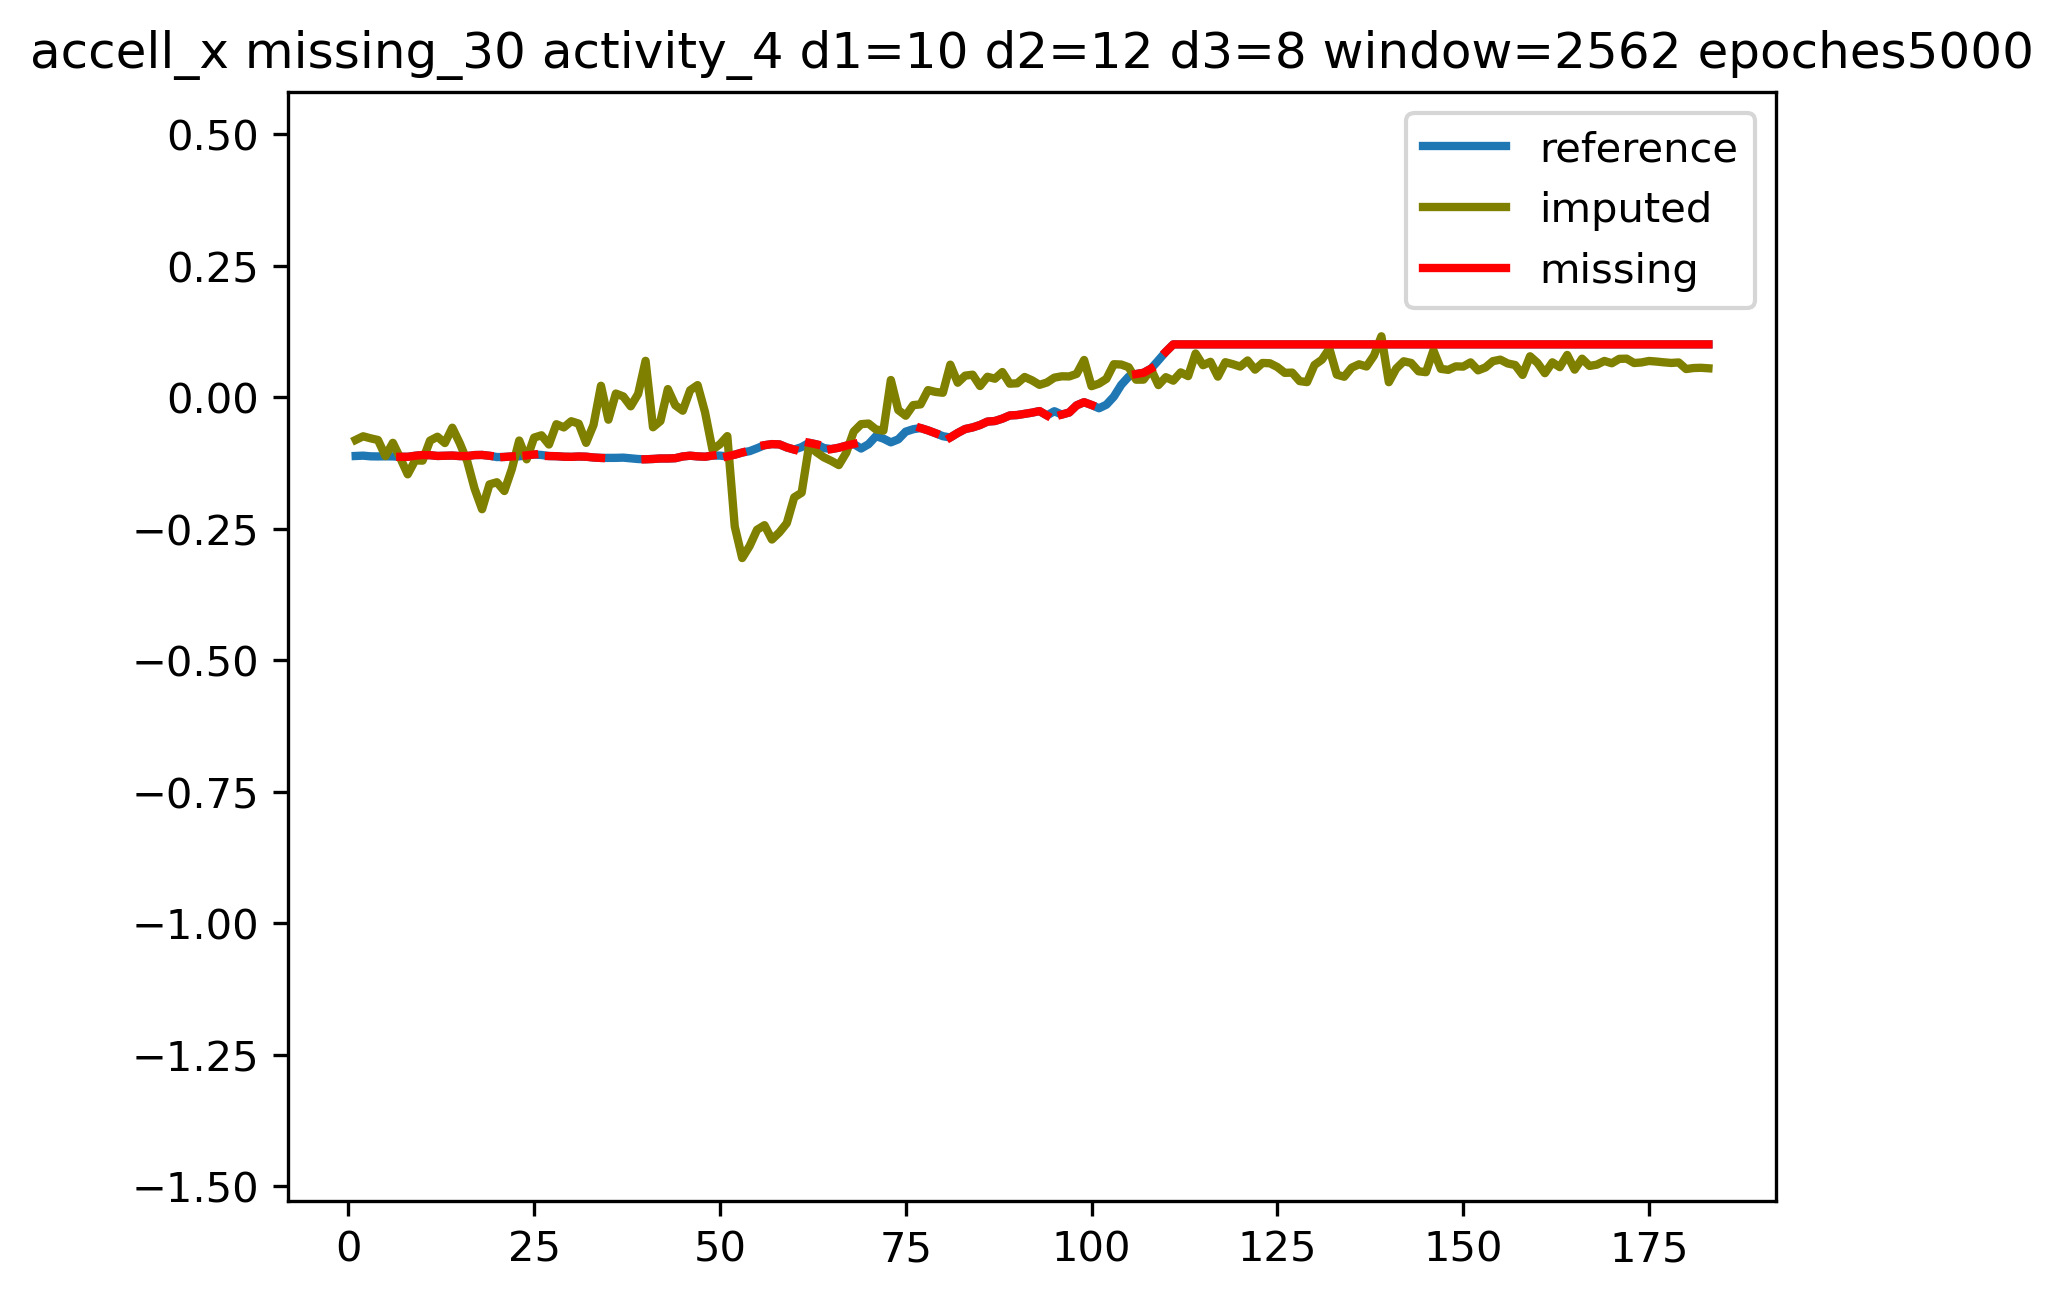 accell_x missing_30 activity_4 d1=10 d2=12 d3=8 window=2562 epoches5000
reference
imputed
missing
0.50
0.25
0.00
−0.25
−0.50
−0.75
−1.00
−1.25
−1.50
0 25 50 75 100 125 150 175